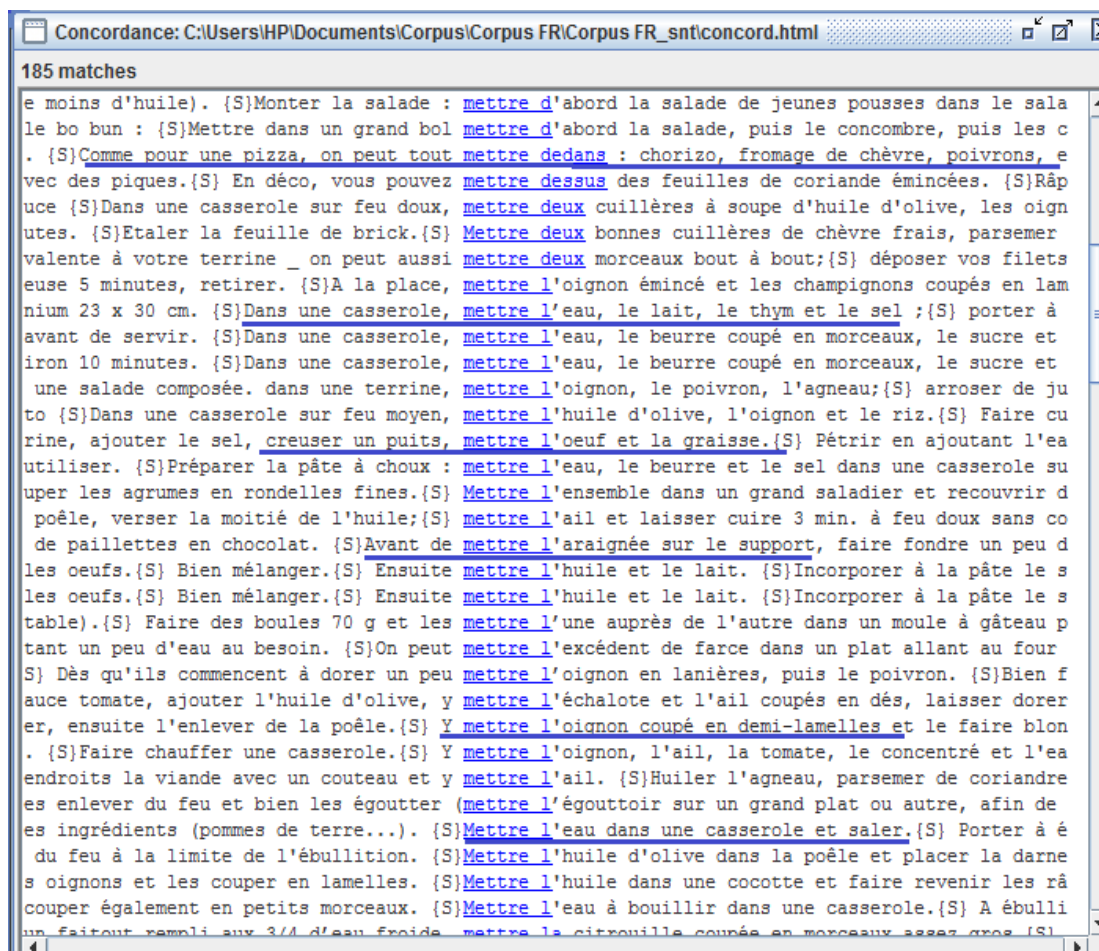 Concordance: C:\Users\HP\Documents\Corpus\Corpus FR\Corpus FR_snt\concord.html
185 matches
e moins d'huile). {S}Monter la salade : mettre d'abord la salade de jeunes pousses dans le sala
le bo bun : {S}Mettre dans un grand bol mettre d'abord la salade, puis le concombre, puis les c
. {S}Comme pour une pizza, on peut tout mettre dedans : chorizo, fromage de chèvre, poivrons, e
vec des piques.{S} En déco, vous pouvez mettre dessus des feuilles de coriande émincées. {S}Râp
uce {S}Dans une casserole sur feu doux, mettre deux cuillères à soupe d'huile d'olive, les oign
utes. {S}Etaler la feuille de brick.{S} Mettre deux bonnes cuillères de chèvre frais, parsemer
valente à votre terrine _ on peut aussi mettre deux morceaux bout à bout;{S} déposer vos filets
euse 5 minutes, retirer. {S}A la place, mettre l'oignon émincé et les champignons coupés en lam
nium 23 x 30 cm. {S}Dans une casserole, mettre l’eau, le lait, le thym et le sel ;{S} porter à
avant de servir. {S}Dans une casserole, mettre l'eau, le beurre coupé en morceaux, le sucre et
iron 10 minutes. {S}Dans une casserole, mettre l'eau, le beurre coupé en morceaux, le sucre et
une salade composée. dans une terrine, mettre l'oignon, le poivron, l'agneau;{S} arroser de ju
to {S}Dans une casserole sur feu moyen, mettre l'huile d'olive, l'oignon et le riz.{S} Faire cu
rine, ajouter le sel, creuser un puits, mettre l'oeuf et la graisse.{S} Pétrir en ajoutant l'ea
utiliser. {S}Préparer la pâte à choux : mettre l'eau, le beurre et le sel dans une casserole su
uper les agrumes en rondelles fines.{S} Mettre l'ensemble dans un grand saladier et recouvrir d
poêle, verser la moitié de l'huile;{S} mettre l'ail et laisser cuire 3 min. à feu doux sans co
de paillettes en chocolat. {S}Avant de mettre l'araignée sur le support, faire fondre un peu d
les oeufs.{S} Bien mélanger.{S} Ensuite mettre l'huile et le lait. {S}Incorporer à la pâte le s
les oeufs.{S} Bien mélanger.{S} Ensuite mettre l'huile et le lait. {S}Incorporer à la pâte le s
table).{S} Faire des boules 70 g et les mettre l’une auprès de l'autre dans un moule à gâteau p
tant un peu d'eau au besoin. {S}On peut mettre l'excédent de farce dans un plat allant au four
S} Dès qu'ils commencent à dorer un peu mettre l’oignon en lanières, puis le poivron. {S}Bien f
auce tomate, ajouter l'huile d'olive, y mettre l'échalote et l'ail coupés en dés, laisser dorer
er, ensuite l'enlever de la poêle.{S} Y mettre l'oignon coupé en demi-lamelles et le faire blon
. {S}Faire chauffer une casserole.{S} Y mettre l'oignon, l'ail, la tomate, le concentré et l'ea
endroits la viande avec un couteau et y mettre l'ail. {S}Huiler l'agneau, parsemer de coriandre
es enlever du feu et bien les égoutter (mettre l’égouttoir sur un grand plat ou autre, afin de
es ingrédients (pommes de terre...). {S}Mettre l'eau dans une casserole et saler.{S} Porter à é
du feu à la limite de l'ébullition. {S}Mettre l'huile d'olive dans la poêle et placer la darne
s oignons et les couper en lamelles. {S}Mettre l'huile dans une cocotte et faire revenir les râ
couper également en petits morceaux. {S}Mettre l'eau à bouillir dans une casserole.{S} A ébulli
un faitout rempli aux 3/4 d'eau froide, mettre la citrouille coupée en morceaux assez gros {S}